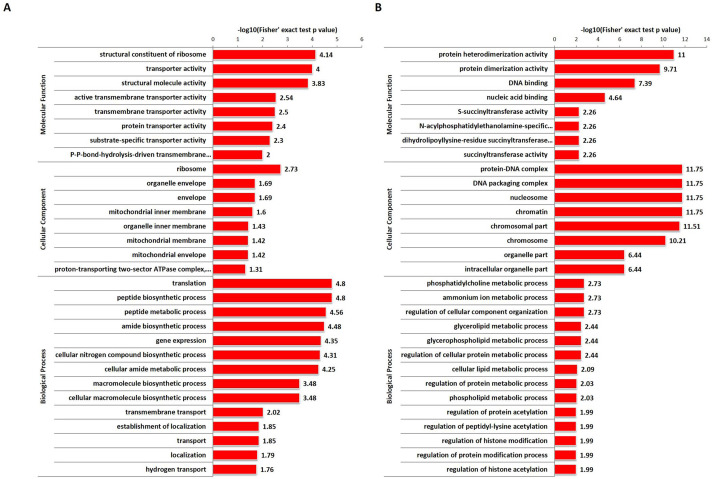 A
-log10(Fisher' exact test p value)
0 1 2 3 4 5 6
Molecular Function
structural constituent of ribosome 4.14
transporter activity 4
structural molecule activity 3.83
active transmembrane transporter activity 2.54
transmembrane transporter activity 2.5
protein transporter activity 2.4
substrate-specific transporter activity 2.3
P-P-bond-hydrolysis-driven transmembrane... 2
Cellular Component
ribosome 2.73
organelle envelope 1.69
envelope 1.69
mitochondrial inner membrane 1.6
organelle inner membrane 1.43
mitochondrial membrane 1.42
mitochondrial envelope 1.42
proton-transporting two-sector ATPase complex,... 1.31
Biological Process
translation 4.8
peptide biosynthetic process 4.8
peptide metabolic process 4.56
amide biosynthetic process 4.48
gene expression 4.35
cellular nitrogen compound biosynthetic process 4.31
cellular amide metabolic process 4.25
macromolecule biosynthetic process 3.48
cellular macromolecule biosynthetic process 3.48
transmembrane transport 2.02
establishment of localization 1.85
transport 1.85
localization 1.79
hydrogen transport 1.76
B
-log10(Fisher' exact test p value)
0 2 4 6 8 10 12 14
Molecular Function
protein heterodimerization activity 11
protein dimerization activity 9.71
DNA binding 7.39
nucleic acid binding 4.64
S-succinyltransferase activity 2.26
N-acylphosphatidylethanolamine-specific... 2.26
dihydrolipoyllysine-residue succinyltransferase... 2.26
succinyltransferase activity 2.26
Cellular Component
protein-DNA complex 11.75
DNA packaging complex 11.75
nucleosome 11.75
chromatin 11.75
chromosomal part 11.51
chromosome 10.21
organelle part 6.44
intracellular organelle part 6.44
Biological Process
phosphatidylcholine metabolic process 2.73
ammonium ion metabolic process 2.73
regulation of cellular component organization 2.73
glycerolipid metabolic process 2.44
glycerophospholipid metabolic process 2.44
regulation of cellular protein metabolic process 2.44
cellular lipid metabolic process 2.09
regulation of protein metabolic process 2.03
phospholipid metabolic process 2.03
regulation of protein acetylation 1.99
regulation of peptidyl-lysine acetylation 1.99
regulation of histone modification 1.99
regulation of protein modification process 1.99
regulation of histone acetylation 1.99